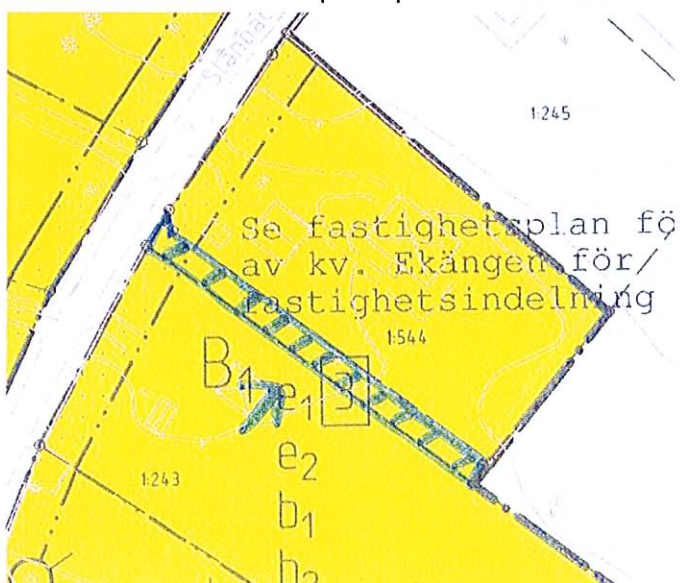 1:245
Se fastighetsplan fö
av kv. Ekängen för/
fastighetsindelning
1:544
B1 e1 3
e2
1:243
b1
b2